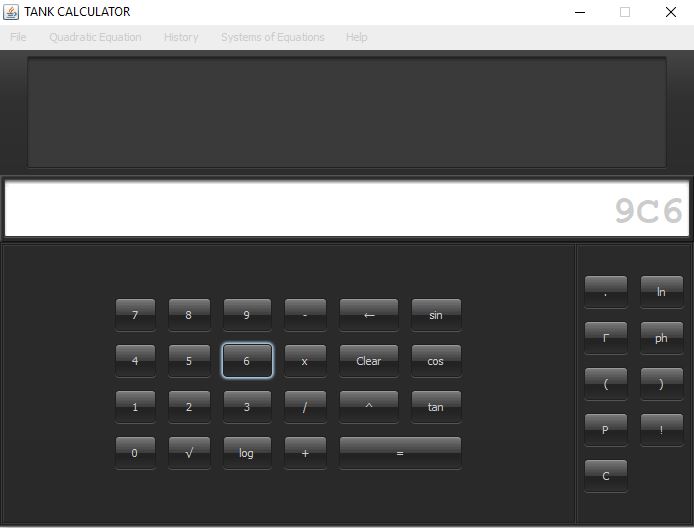 TANK CALCULATOR
File Quadratic Equation History Systems of Equations Help
9C6
7 8 9 - ← sin
4 5 6 x Clear cos
1 2 3 / ^ tan
0 √ log + =
. ln
Γ ph
( )
P !
C